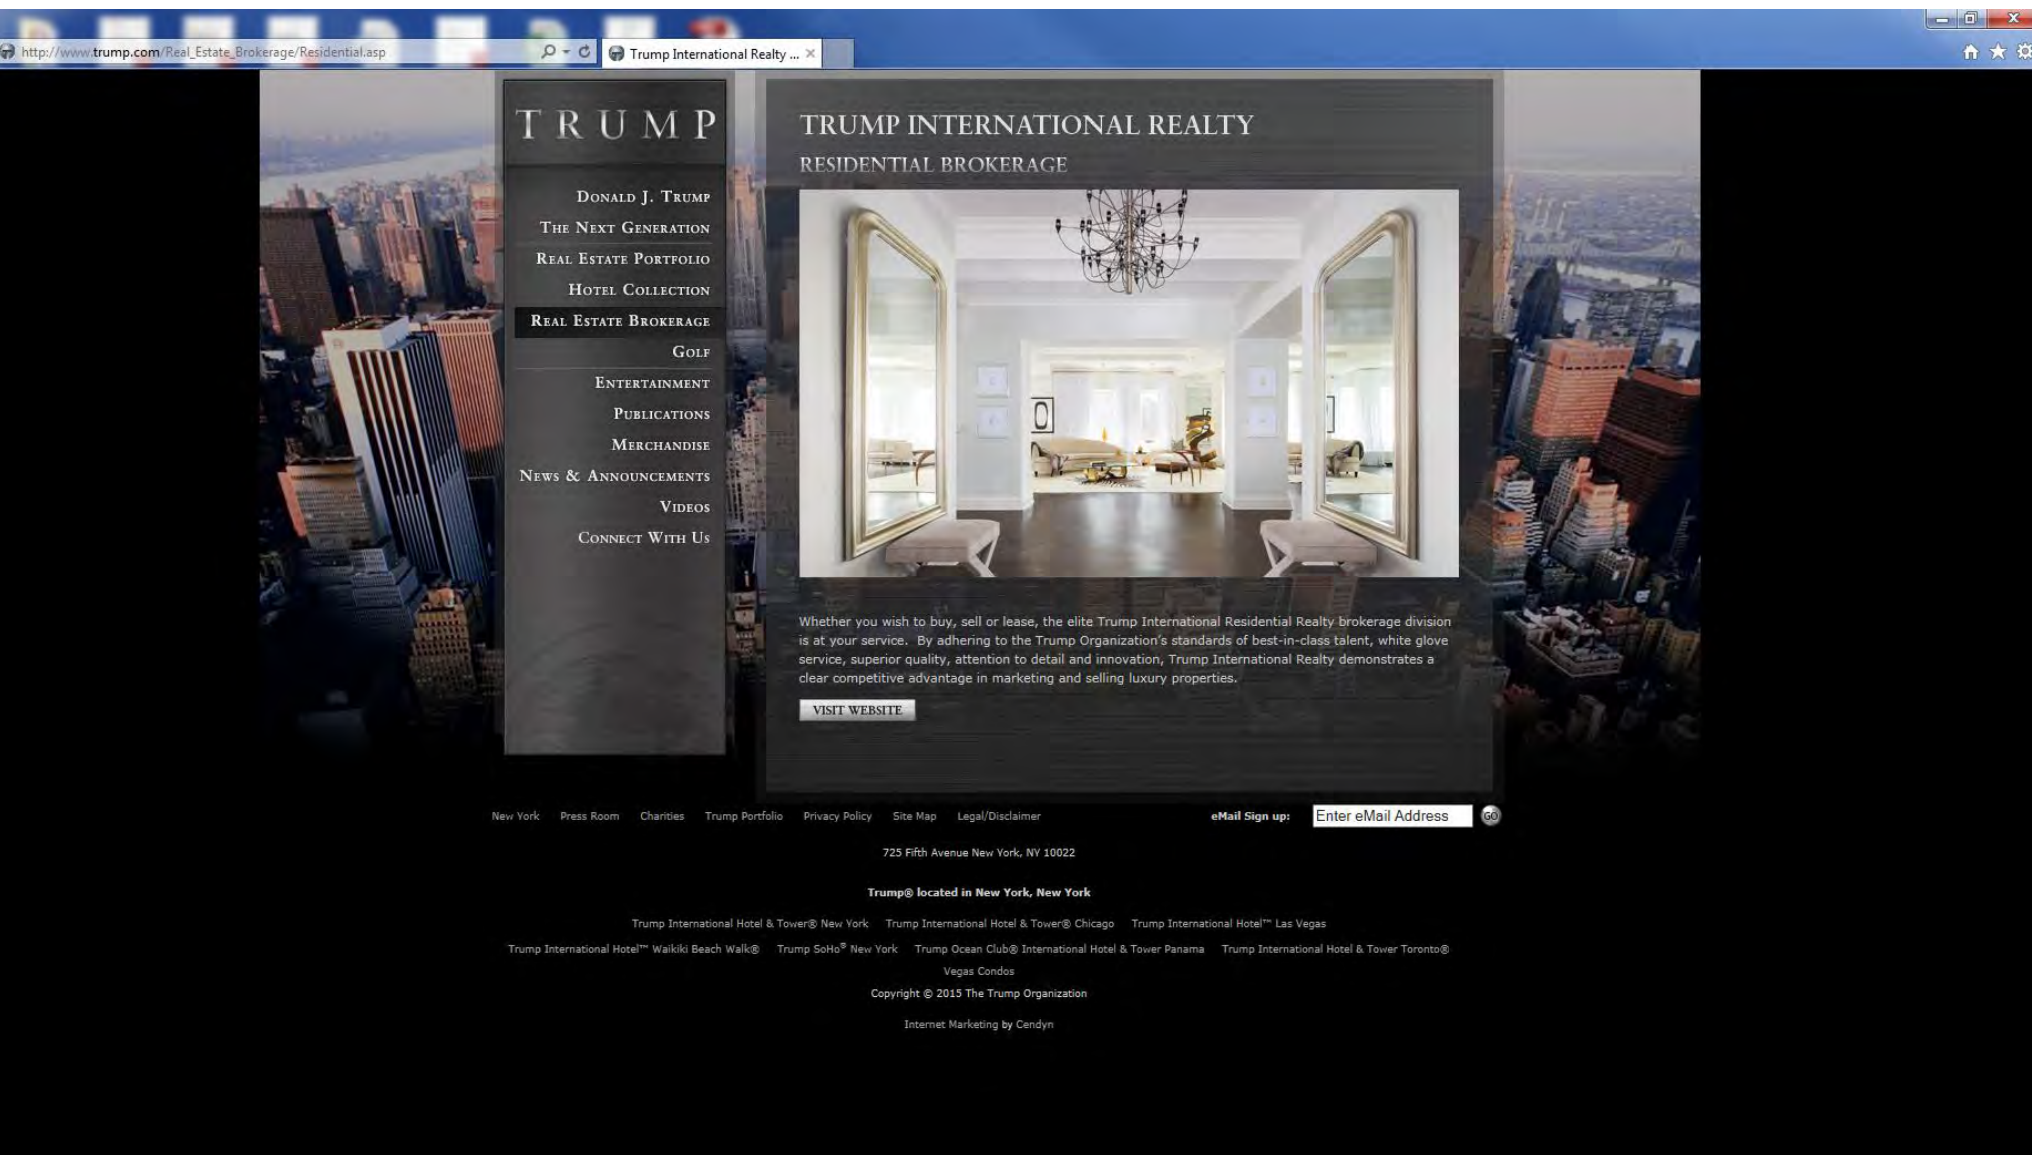 http://www.trump.com/Real_Estate_Brokerage/Residential.asp
Trump International Realty ...
TRUMP
DONALD J. TRUMP
THE NEXT GENERATION
REAL ESTATE PORTFOLIO
HOTEL COLLECTION
REAL ESTATE BROKERAGE
GOLF
ENTERTAINMENT
PUBLICATIONS
MERCHANDISE
NEWS & ANNOUNCEMENTS
VIDEOS
CONNECT WITH US
TRUMP INTERNATIONAL REALTY
RESIDENTIAL BROKERAGE
Whether you wish to buy, sell or lease, the elite Trump International Residential Realty brokerage division
is at your service. By adhering to the Trump Organization's standards of best-in-class talent, white glove
service, superior quality, attention to detail and innovation, Trump International Realty demonstrates a
clear competitive advantage in marketing and selling luxury properties.
VISIT WEBSITE
New York Press Room Charities Trump Portfolio Privacy Policy Site Map Legal/Disclaimer eMail Sign up: Enter eMail Address GO
725 Fifth Avenue New York, NY 10022
Trump® located in New York, New York
Trump International Hotel & Tower® New York Trump International Hotel & Tower® Chicago Trump International Hotel™ Las Vegas
Trump International Hotel™ Waikiki Beach Walk® Trump SoHo® New York Trump Ocean Club® International Hotel & Tower Panama Trump International Hotel & Tower Toronto®
Vegas Condos
Copyright © 2015 The Trump Organization
Internet Marketing by Cendyn